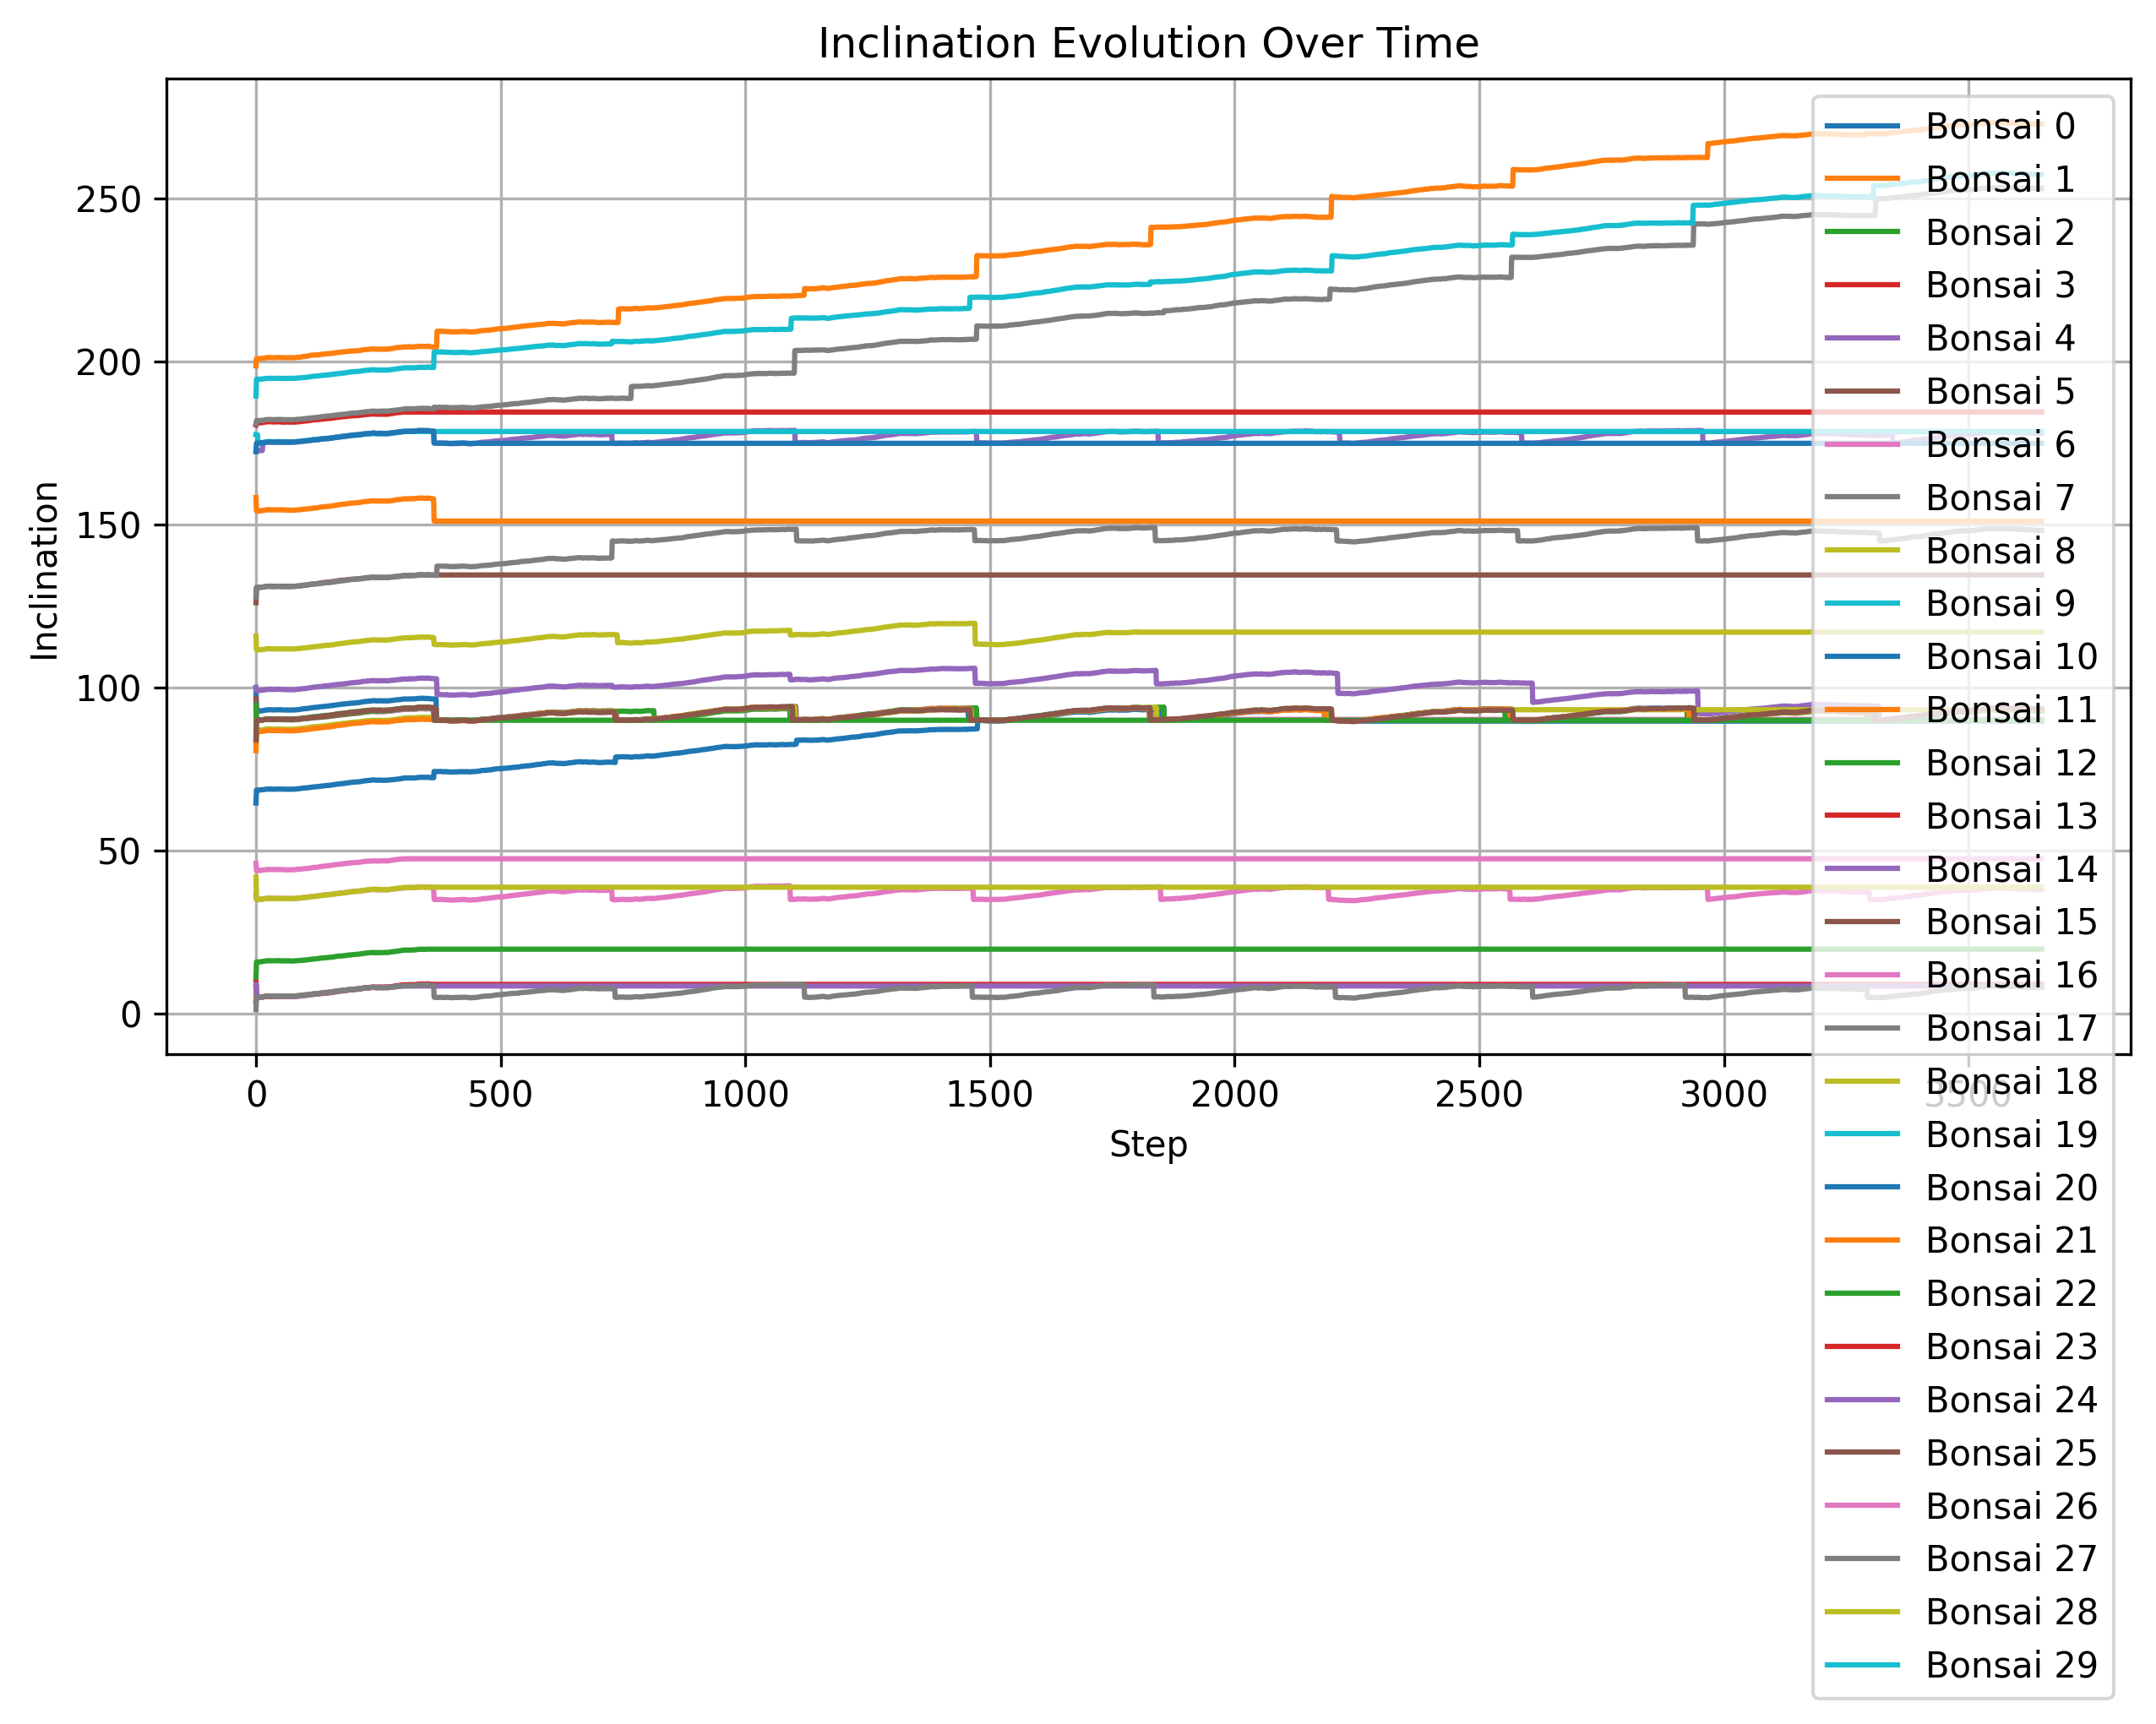 Inclination Evolution Over Time
Inclination
250
200
150
100
50
0
0 500 1000 1500 2000 2500 3000 3500
Step
Bonsai 0
Bonsai 1
Bonsai 2
Bonsai 3
Bonsai 4
Bonsai 5
Bonsai 6
Bonsai 7
Bonsai 8
Bonsai 9
Bonsai 10
Bonsai 11
Bonsai 12
Bonsai 13
Bonsai 14
Bonsai 15
Bonsai 16
Bonsai 17
Bonsai 18
Bonsai 19
Bonsai 20
Bonsai 21
Bonsai 22
Bonsai 23
Bonsai 24
Bonsai 25
Bonsai 26
Bonsai 27
Bonsai 28
Bonsai 29